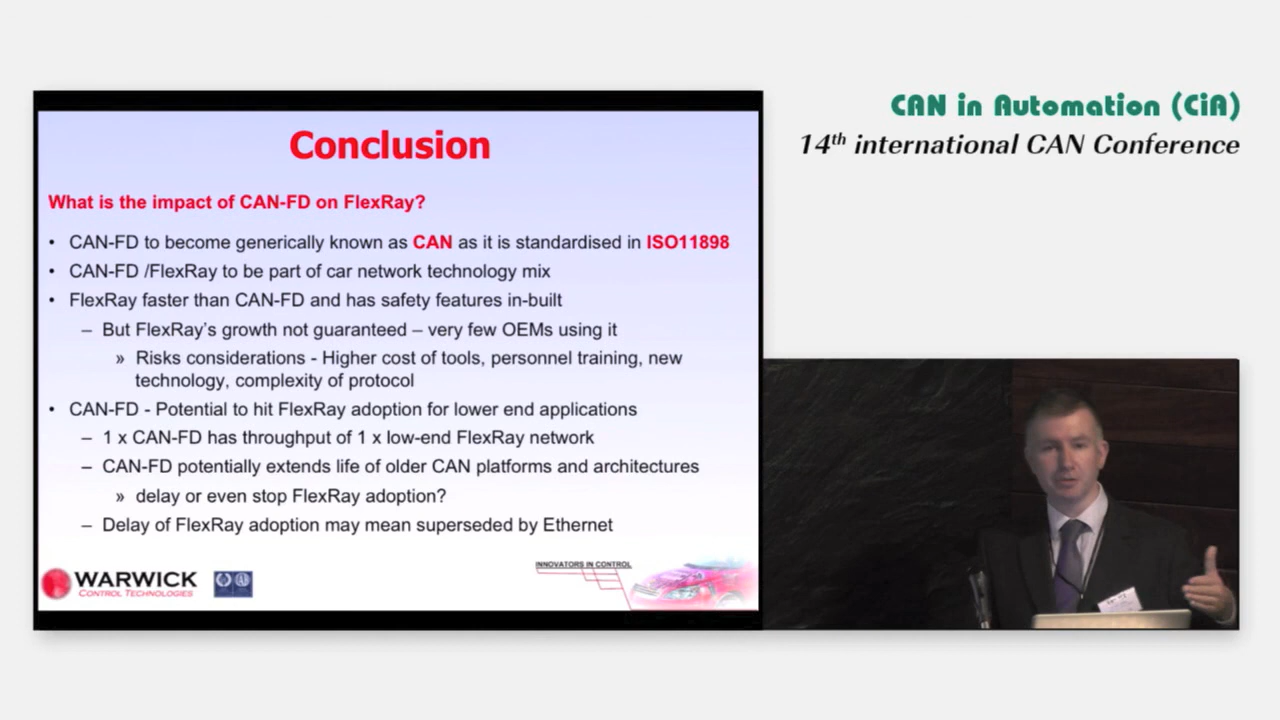 CAN in Automation (CiA)
14th international CAN Conference
Conclusion
What is the impact of CAN-FD on FlexRay?
• CAN-FD to become generically known as CAN as it is standardised in ISO11898
• CAN-FD /FlexRay to be part of car network technology mix
• FlexRay faster than CAN-FD and has safety features in-built
– But FlexRay's growth not guaranteed – very few OEMs using it
» Risks considerations - Higher cost of tools, personnel training, new
technology, complexity of protocol
• CAN-FD - Potential to hit FlexRay adoption for lower end applications
– 1 x CAN-FD has throughput of 1 x low-end FlexRay network
– CAN-FD potentially extends life of older CAN platforms and architectures
» delay or even stop FlexRay adoption?
– Delay of FlexRay adoption may mean superseded by Ethernet
WARWICK
CONTROL TECHNOLOGIES
INNOVATORS IN CONTROL